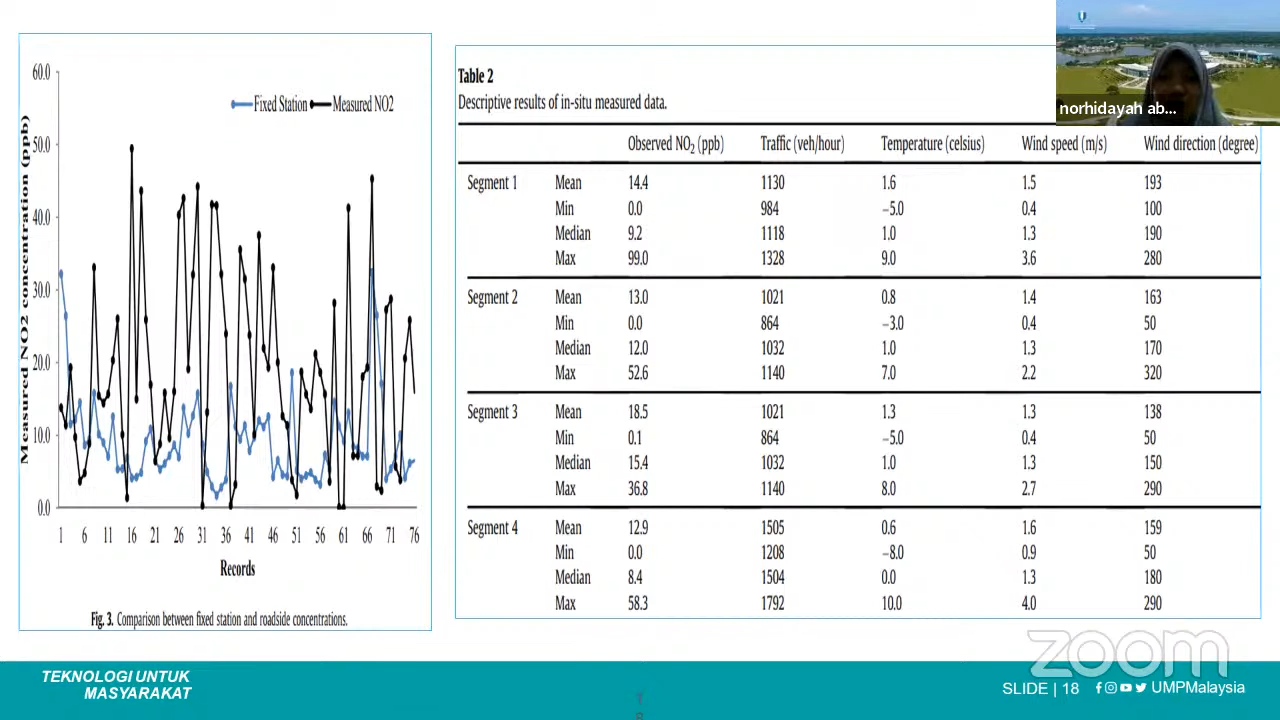 60.0
50.0
40.0
30.0
20.0
10.0
0.0
Measured NO2 concentration (ppb)
Fixed Station Measured NO2
1 6 11 16 21 26 31 36 41 46 51 56 61 66 71 76
Records
Fig. 3. Comparison between fixed station and roadside concentrations.
Table 2
Descriptive results of in-situ measured data.
Observed NO₂ (ppb) Traffic (veh/hour) Temperature (celsius) Wind speed (m/s) Wind direction (degree)
Segment 1 Mean 14.4 1130 1.6 1.5 193
Min 0.0 984 −5.0 0.4 100
Median 9.2 1118 1.0 1.3 190
Max 99.0 1328 9.0 3.6 280
Segment 2 Mean 13.0 1021 0.8 1.4 163
Min 0.0 864 −3.0 0.4 50
Median 12.0 1032 1.0 1.3 170
Max 52.6 1140 7.0 2.2 320
Segment 3 Mean 18.5 1021 1.3 1.3 138
Min 0.1 864 −5.0 0.4 50
Median 15.4 1032 1.0 1.3 150
Max 36.8 1140 8.0 2.7 290
Segment 4 Mean 12.9 1505 0.6 1.6 159
Min 0.0 1208 −8.0 0.9 50
Median 8.4 1504 0.0 1.3 180
Max 58.3 1792 10.0 4.0 290
norhidayah ab...
zoom
TEKNOLOGI UNTUK
MASYARAKAT
SLIDE | 18 UMPMalaysia